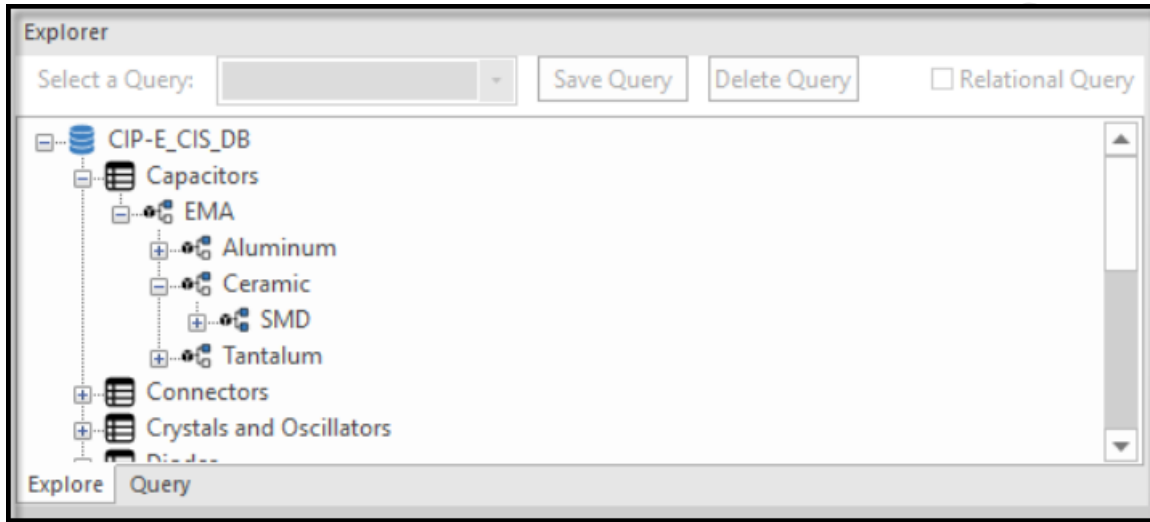 Explorer
Select a Query: Save Query Delete Query Relational Query
CIP-E_CIS_DB
Capacitors
EMA
Aluminum
Ceramic
SMD
Tantalum
Connectors
Crystals and Oscillators
Diodes
Explore Query